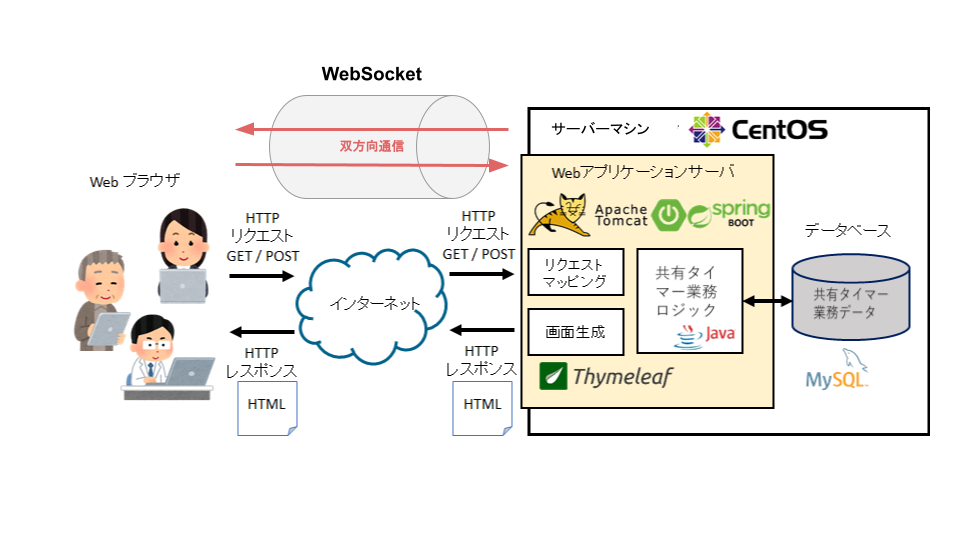 WebSocket
双方向通信
サーバーマシン
CentOS
Webアプリケーションサーバ
Web ブラウザ
Apache
Tomcat
spring
BOOT
HTTP
リクエスト
GET / POST
HTTP
リクエスト
GET / POST
データベース
リクエスト
マッピング
共有タイ
マー業務
ロジック
Java
インターネット
共有タイマー
業務データ
画面生成
HTTP
レスポンス
HTML
HTTP
レスポンス
HTML
Thymeleaf
MySQL